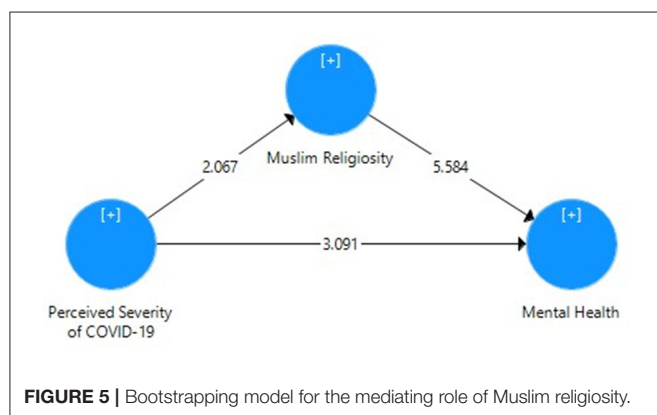 [+]
Muslim Religiosity
2.067
5.584
[+]
3.091
[+]
Perceived Severity
of COVID-19
Mental Health
FIGURE 5 | Bootstrapping model for the mediating role of Muslim religiosity.